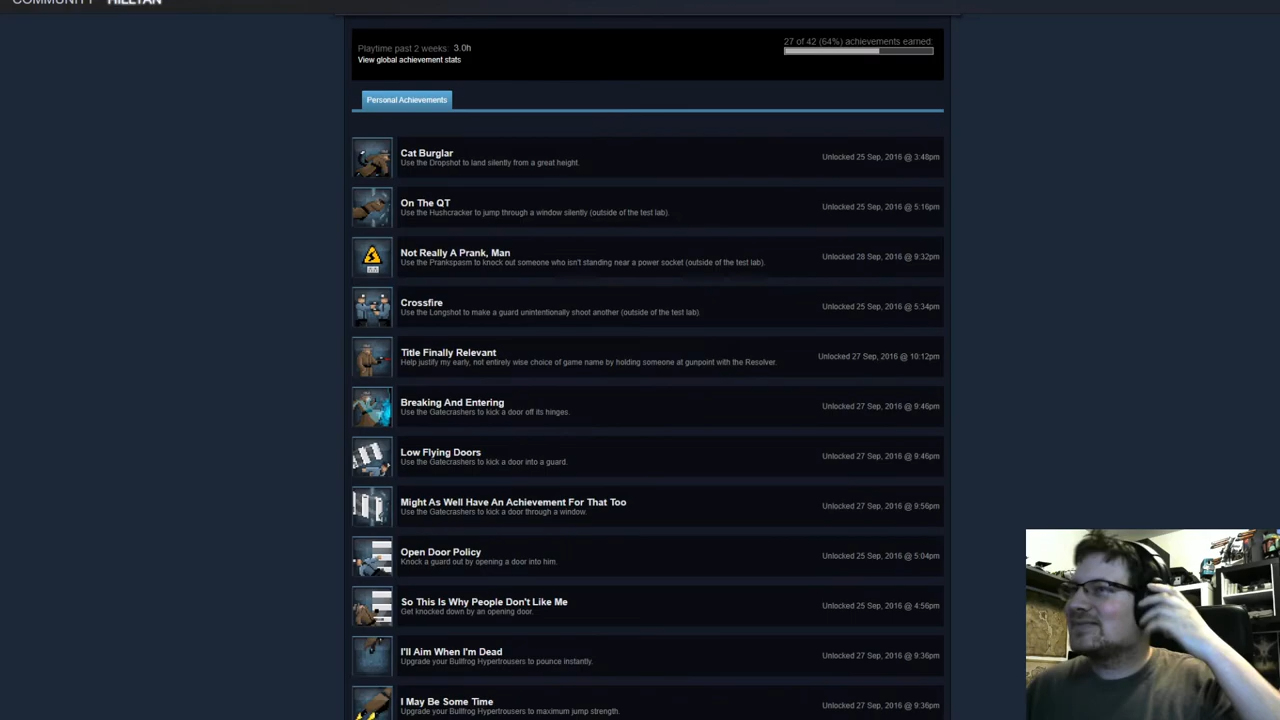 COMMUNITY HILLTAN
Playtime past 2 weeks: 3.0h
View global achievement stats
27 of 42 (64%) achievements earned:
Personal Achievements
Cat Burglar
Use the Dropshot to land silently from a great height.
Unlocked 25 Sep, 2016 @ 3:48pm
On The QT
Use the Hushcracker to jump through a window silently (outside of the test lab).
Unlocked 25 Sep, 2016 @ 5:16pm
Not Really A Prank, Man
Use the Prankspasm to knock out someone who isn't standing near a power socket (outside of the test lab).
Unlocked 28 Sep, 2016 @ 9:32pm
Crossfire
Use the Longshot to make a guard unintentionally shoot another (outside of the test lab).
Unlocked 25 Sep, 2016 @ 5:34pm
Title Finally Relevant
Help justify my early, not entirely wise choice of game name by holding someone at gunpoint with the Resolver.
Unlocked 27 Sep, 2016 @ 10:12pm
Breaking And Entering
Use the Gatecrashers to kick a door off its hinges.
Unlocked 27 Sep, 2016 @ 9:46pm
Low Flying Doors
Use the Gatecrashers to kick a door into a guard.
Unlocked 27 Sep, 2016 @ 9:46pm
Might As Well Have An Achievement For That Too
Use the Gatecrashers to kick a door through a window.
Unlocked 27 Sep, 2016 @ 9:56pm
Open Door Policy
Knock a guard out by opening a door into him.
Unlocked 25 Sep, 2016 @ 5:04pm
So This Is Why People Don't Like Me
Get knocked down by an opening door.
Unlocked 25 Sep, 2016 @ 4:56pm
I'll Aim When I'm Dead
Upgrade your Bullfrog Hypertrousers to pounce instantly.
Unlocked 27 Sep, 2016 @ 9:36pm
I May Be Some Time
Upgrade your Bullfrog Hypertrousers to maximum jump strength.
Unlocked 27 Sep, 2016 @ 9:36pm